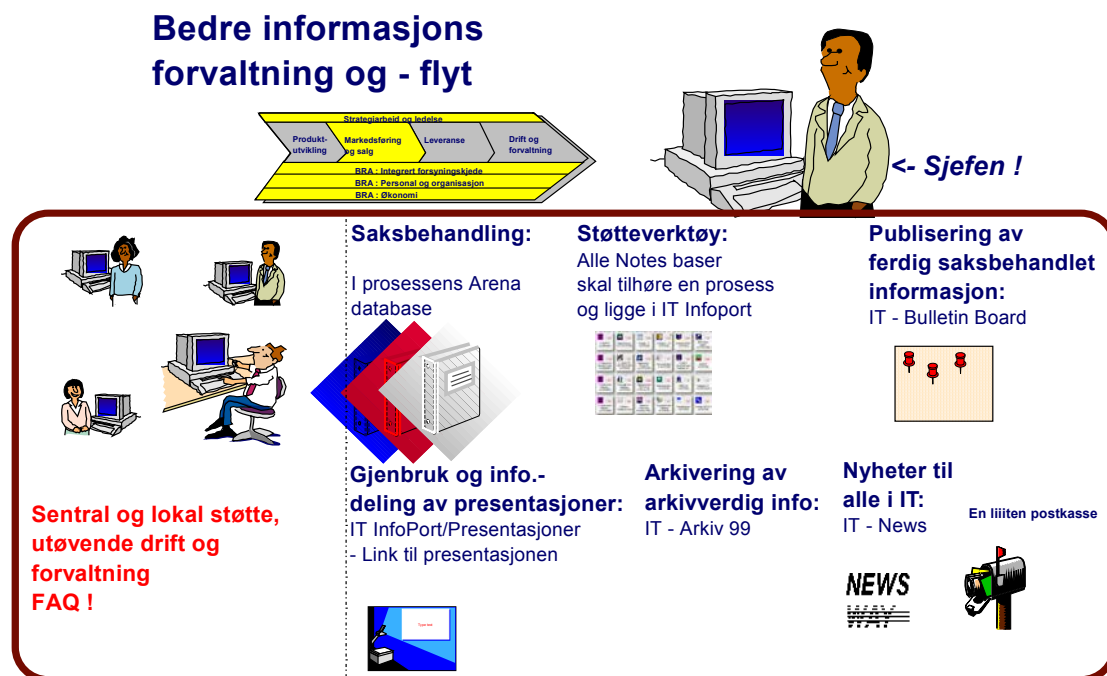 Bedre informasjons
forvaltning og - flyt
Strategiarbeid og ledelse
Produkt-
utvikling
Markedsføring
og salg
Leveranse
Drift og
forvaltning
BRA : Integrert forsyningskjede
BRA : Personal og organisasjon
BRA : Økonomi
<- Sjefen !
Saksbehandling:
I prosessens Arena
database
Støtteverktøy:
Alle Notes baser
skal tilhøre en prosess
og ligge i IT Infoport
Publisering av
ferdig saksbehandlet
informasjon:
IT - Bulletin Board
Sentral og lokal støtte,
utøvende drift og
forvaltning
FAQ !
Gjenbruk og info.-
deling av presentasjoner:
IT InfoPort/Presentasjoner
- Link til presentasjonen
Arkivering av
arkivverdig info:
IT - Arkiv 99
Nyheter til
alle i IT:
IT - News
En liiiten postkasse
NEWS